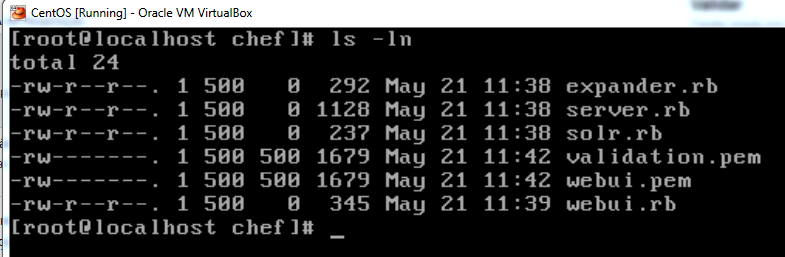 CentOS [Running] - Oracle VM VirtualBox
[root@localhost chef]# ls -ln
total 24
-rw-r--r--. 1 500   0  292 May 21 11:38 expander.rb
-rw-r--r--. 1 500   0 1128 May 21 11:38 server.rb
-rw-r--r--. 1 500   0  237 May 21 11:38 solr.rb
-rw-------. 1 500 500 1679 May 21 11:42 validation.pem
-rw-------. 1 500 500 1679 May 21 11:42 webui.pem
-rw-r--r--. 1 500   0  345 May 21 11:39 webui.rb
[root@localhost chef]# _